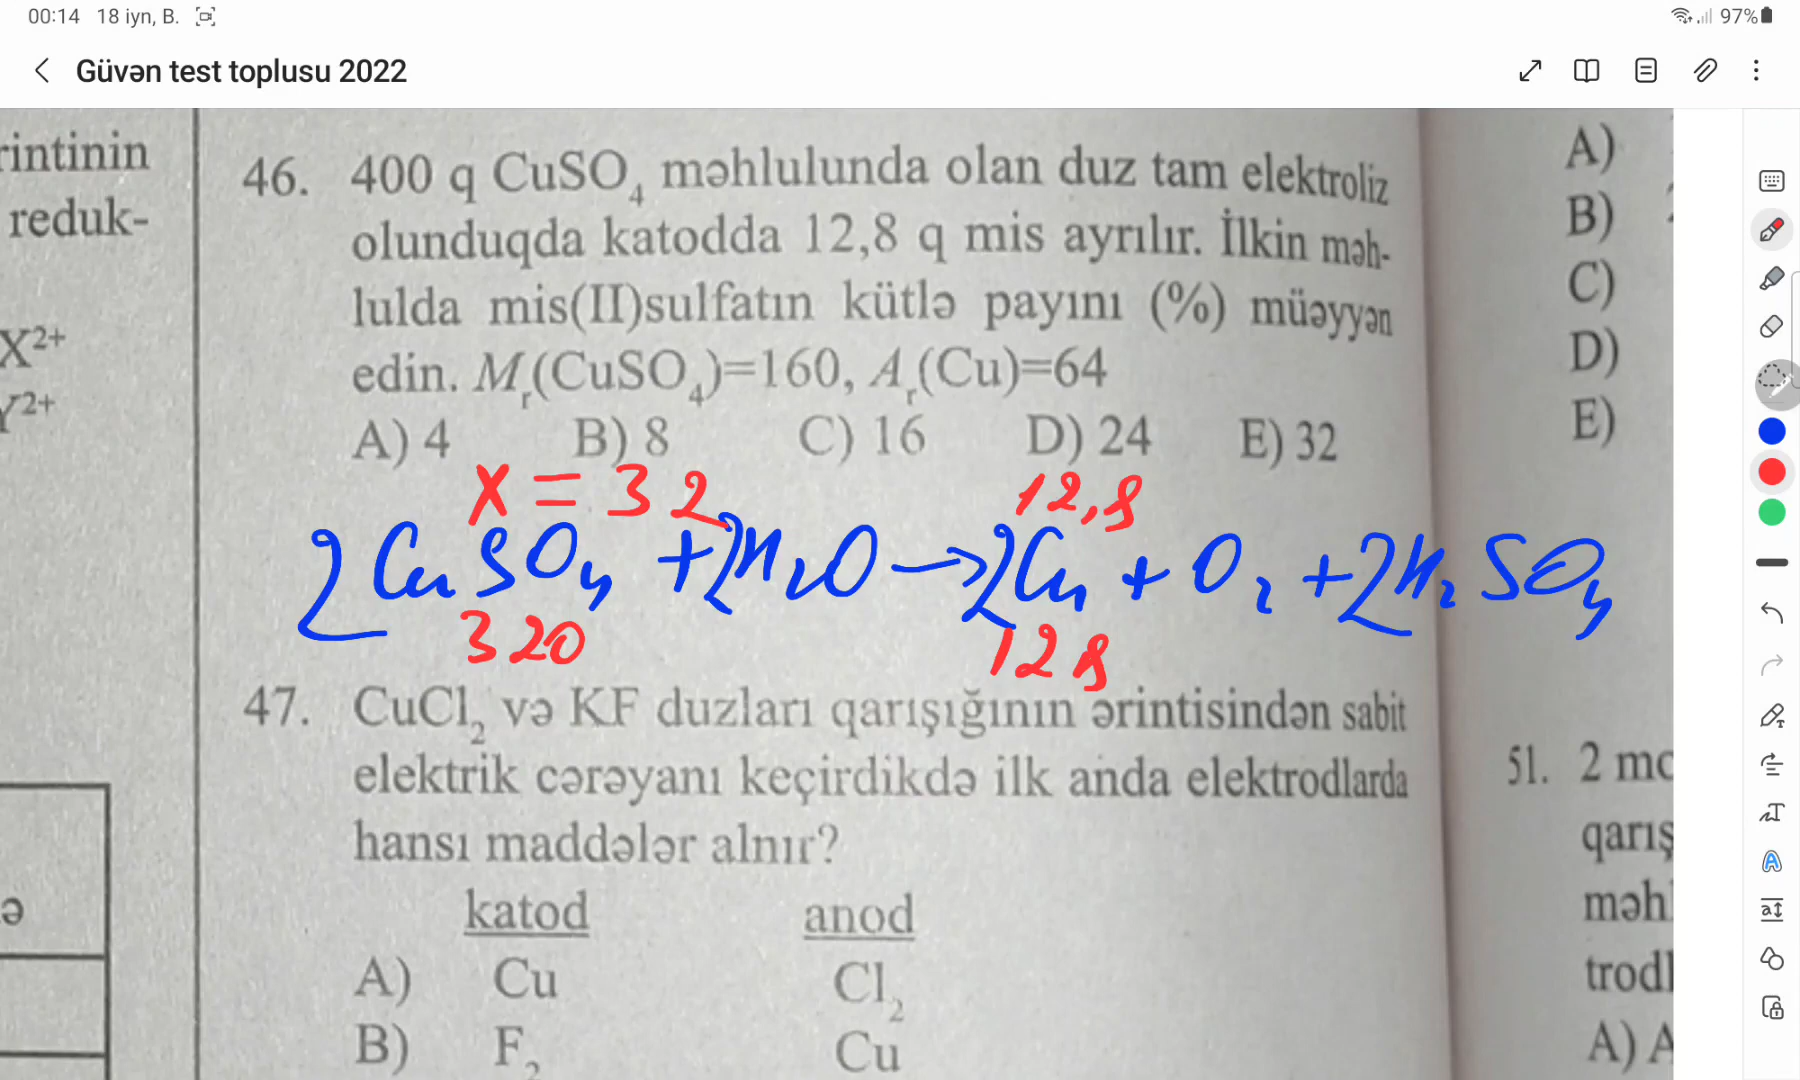 00:14 18 iyn, B. 97%
Güvən test toplusu 2022
rintinin
reduk-
X²⁺
Y²⁺
ə
46. 400 q CuSO₄ məhlulunda olan duz tam elektroliz
olunduqda katodda 12,8 q mis ayrılır. İlkin məh-
lulda mis(II)sulfatın kütlə payını (%) müəyyən
edin. Mᵣ(CuSO₄)=160, Aᵣ(Cu)=64
A) 4 B) 8 C) 16 D) 24 E) 32
x = 32 12,8
2CuSO₄ + 2H₂O → 2Cu + O₂ + 2H₂SO₄
320 128
47. CuCl₂ və KF duzları qarışığının ərintisindən sabit
elektrik cərəyanı keçirdikdə ilk anda elektrodlarda
hansı maddələr alnır?
katod anod
A) Cu Cl₂
B) F₂ Cu
A)
B)
C)
D)
E)
51. 2 mo
qarış
məh
trodl
A) A